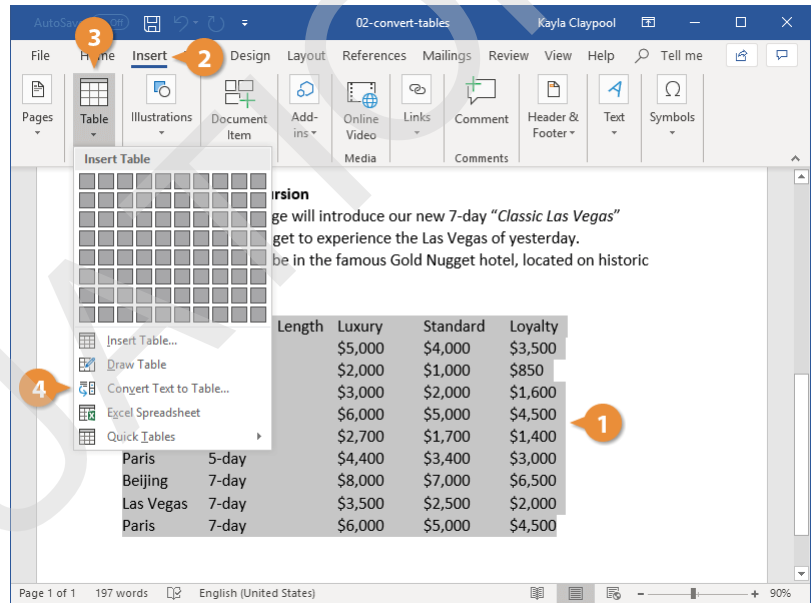 AutoSave Off 02-convert-tables Kayla Claypool
3
File Home Insert 2 Design Layout References Mailings Review View Help Tell me
Pages Table Illustrations Document Item Add-ins Online Video Links Comment Header & Footer Text Symbols
Media Comments
Insert Table
rsion
ge will introduce our new 7-day “Classic Las Vegas”
get to experience the Las Vegas of yesterday.
be in the famous Gold Nugget hotel, located on historic
Length Luxury Standard Loyalty
Insert Table...
$5,000 $4,000 $3,500
Draw Table
$2,000 $1,000 $850
4 Convert Text to Table...
$3,000 $2,000 $1,600
Excel Spreadsheet
$6,000 $5,000 $4,500
1
Quick Tables
$2,700 $1,700 $1,400
Paris 5-day $4,400 $3,400 $3,000
Beijing 7-day $8,000 $7,000 $6,500
Las Vegas 7-day $3,500 $2,500 $2,000
Paris 7-day $6,000 $5,000 $4,500
Page 1 of 1 197 words English (United States) 90%